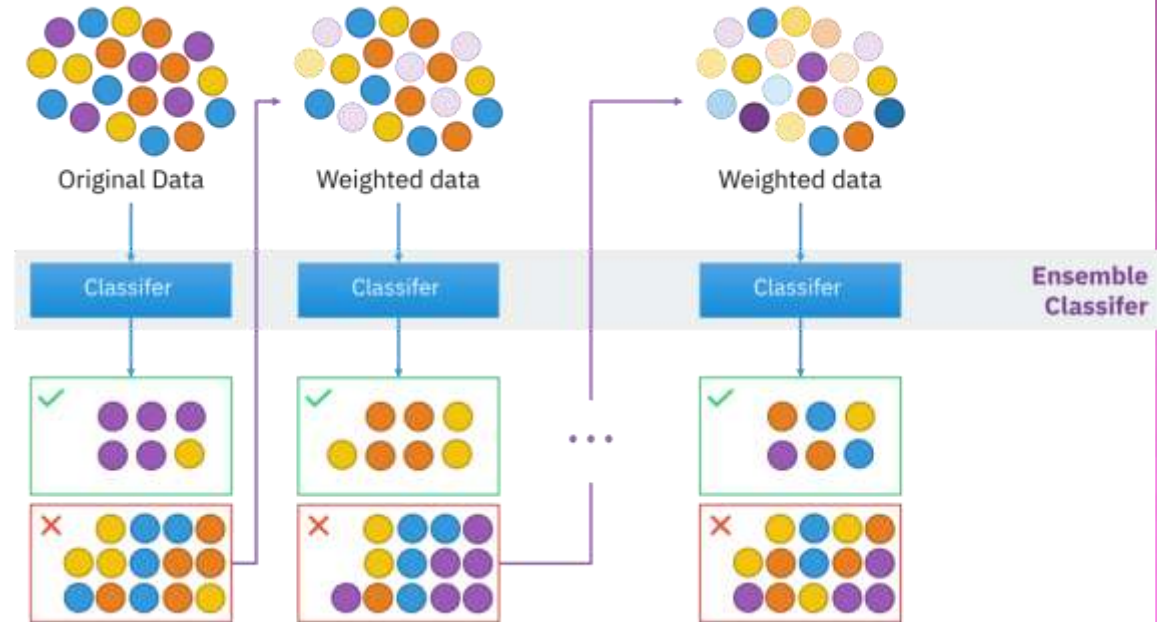 Original Data
Weighted data
Weighted data
Classifer
Classifer
Classifer
Ensemble
Classifer